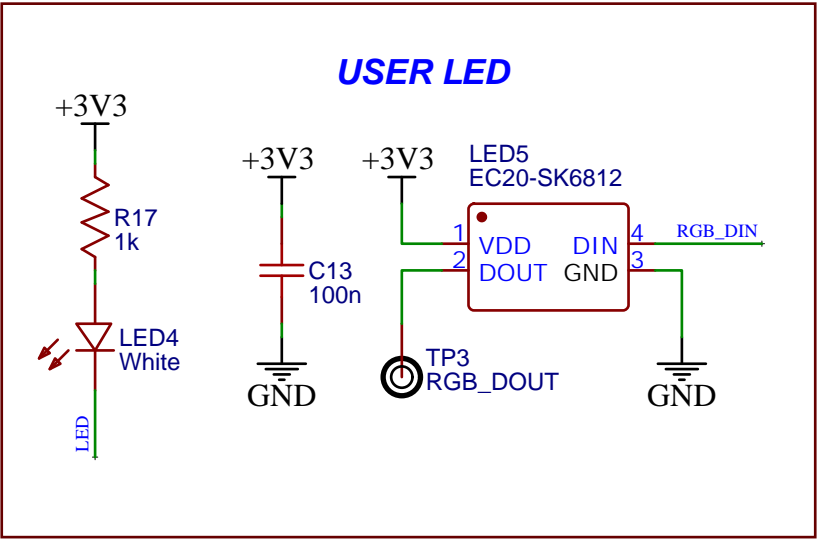 USER LED
+3V3
R17
1k
LED4
White
LED
+3V3
C13
100n
GND
+3V3
LED5
EC20-SK6812
1
VDD
DIN
4
RGB_DIN
2
DOUT
GND
3
TP3
RGB_DOUT
GND